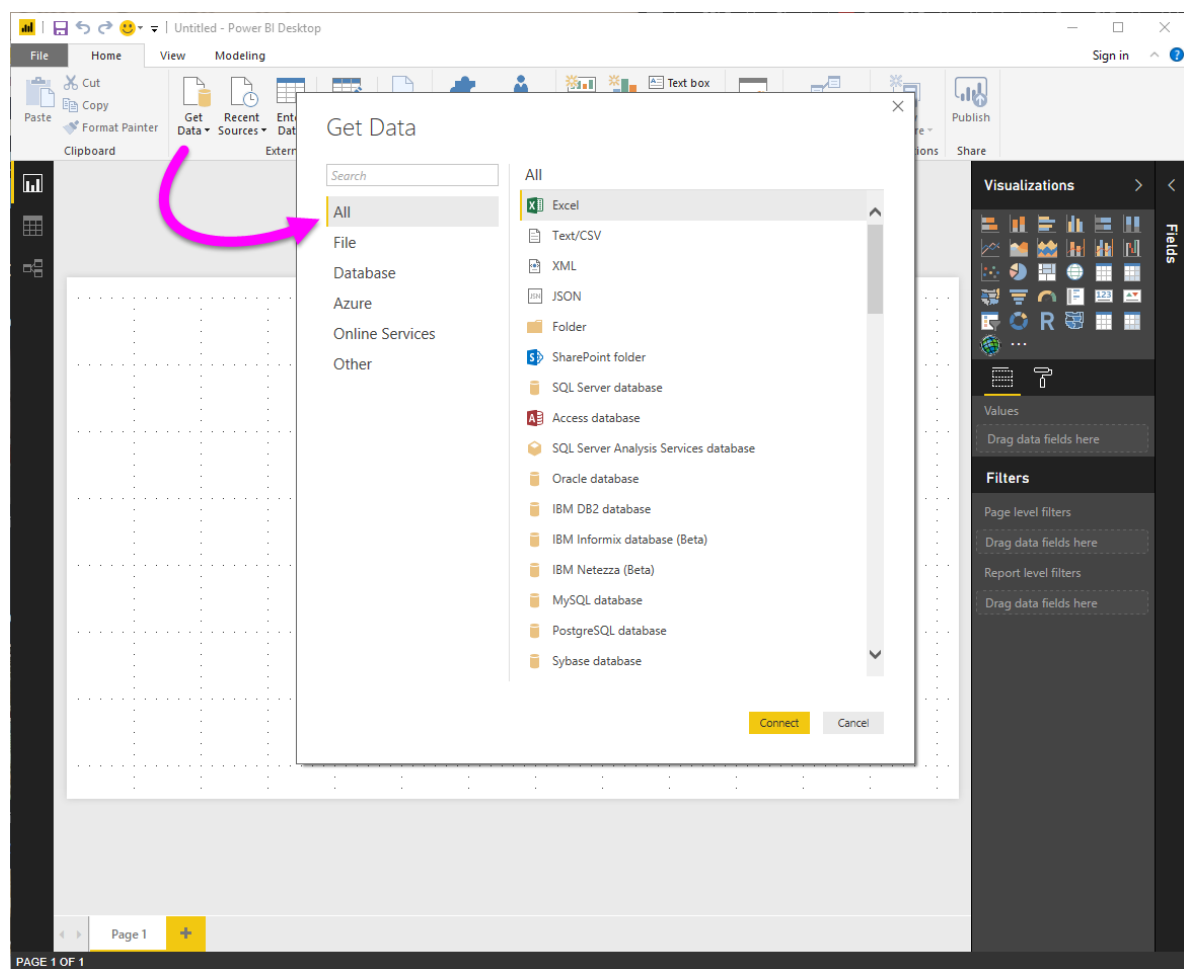 Untitled - Power BI Desktop
File Home View Modeling Sign in
Cut
Copy
Format Painter
Paste
Get Data
Recent Sources
Text box
Publish
Clipboard
Share
Get Data
Search
All
File
Database
Azure
Online Services
Other
All
Excel
Text/CSV
XML
JSON
Folder
SharePoint folder
SQL Server database
Access database
SQL Server Analysis Services database
Oracle database
IBM DB2 database
IBM Informix database (Beta)
IBM Netezza (Beta)
MySQL database
PostgreSQL database
Sybase database
Connect Cancel
Visualizations
Fields
R
123
Values
Drag data fields here
Filters
Page level filters
Drag data fields here
Report level filters
Drag data fields here
Page 1
PAGE 1 OF 1